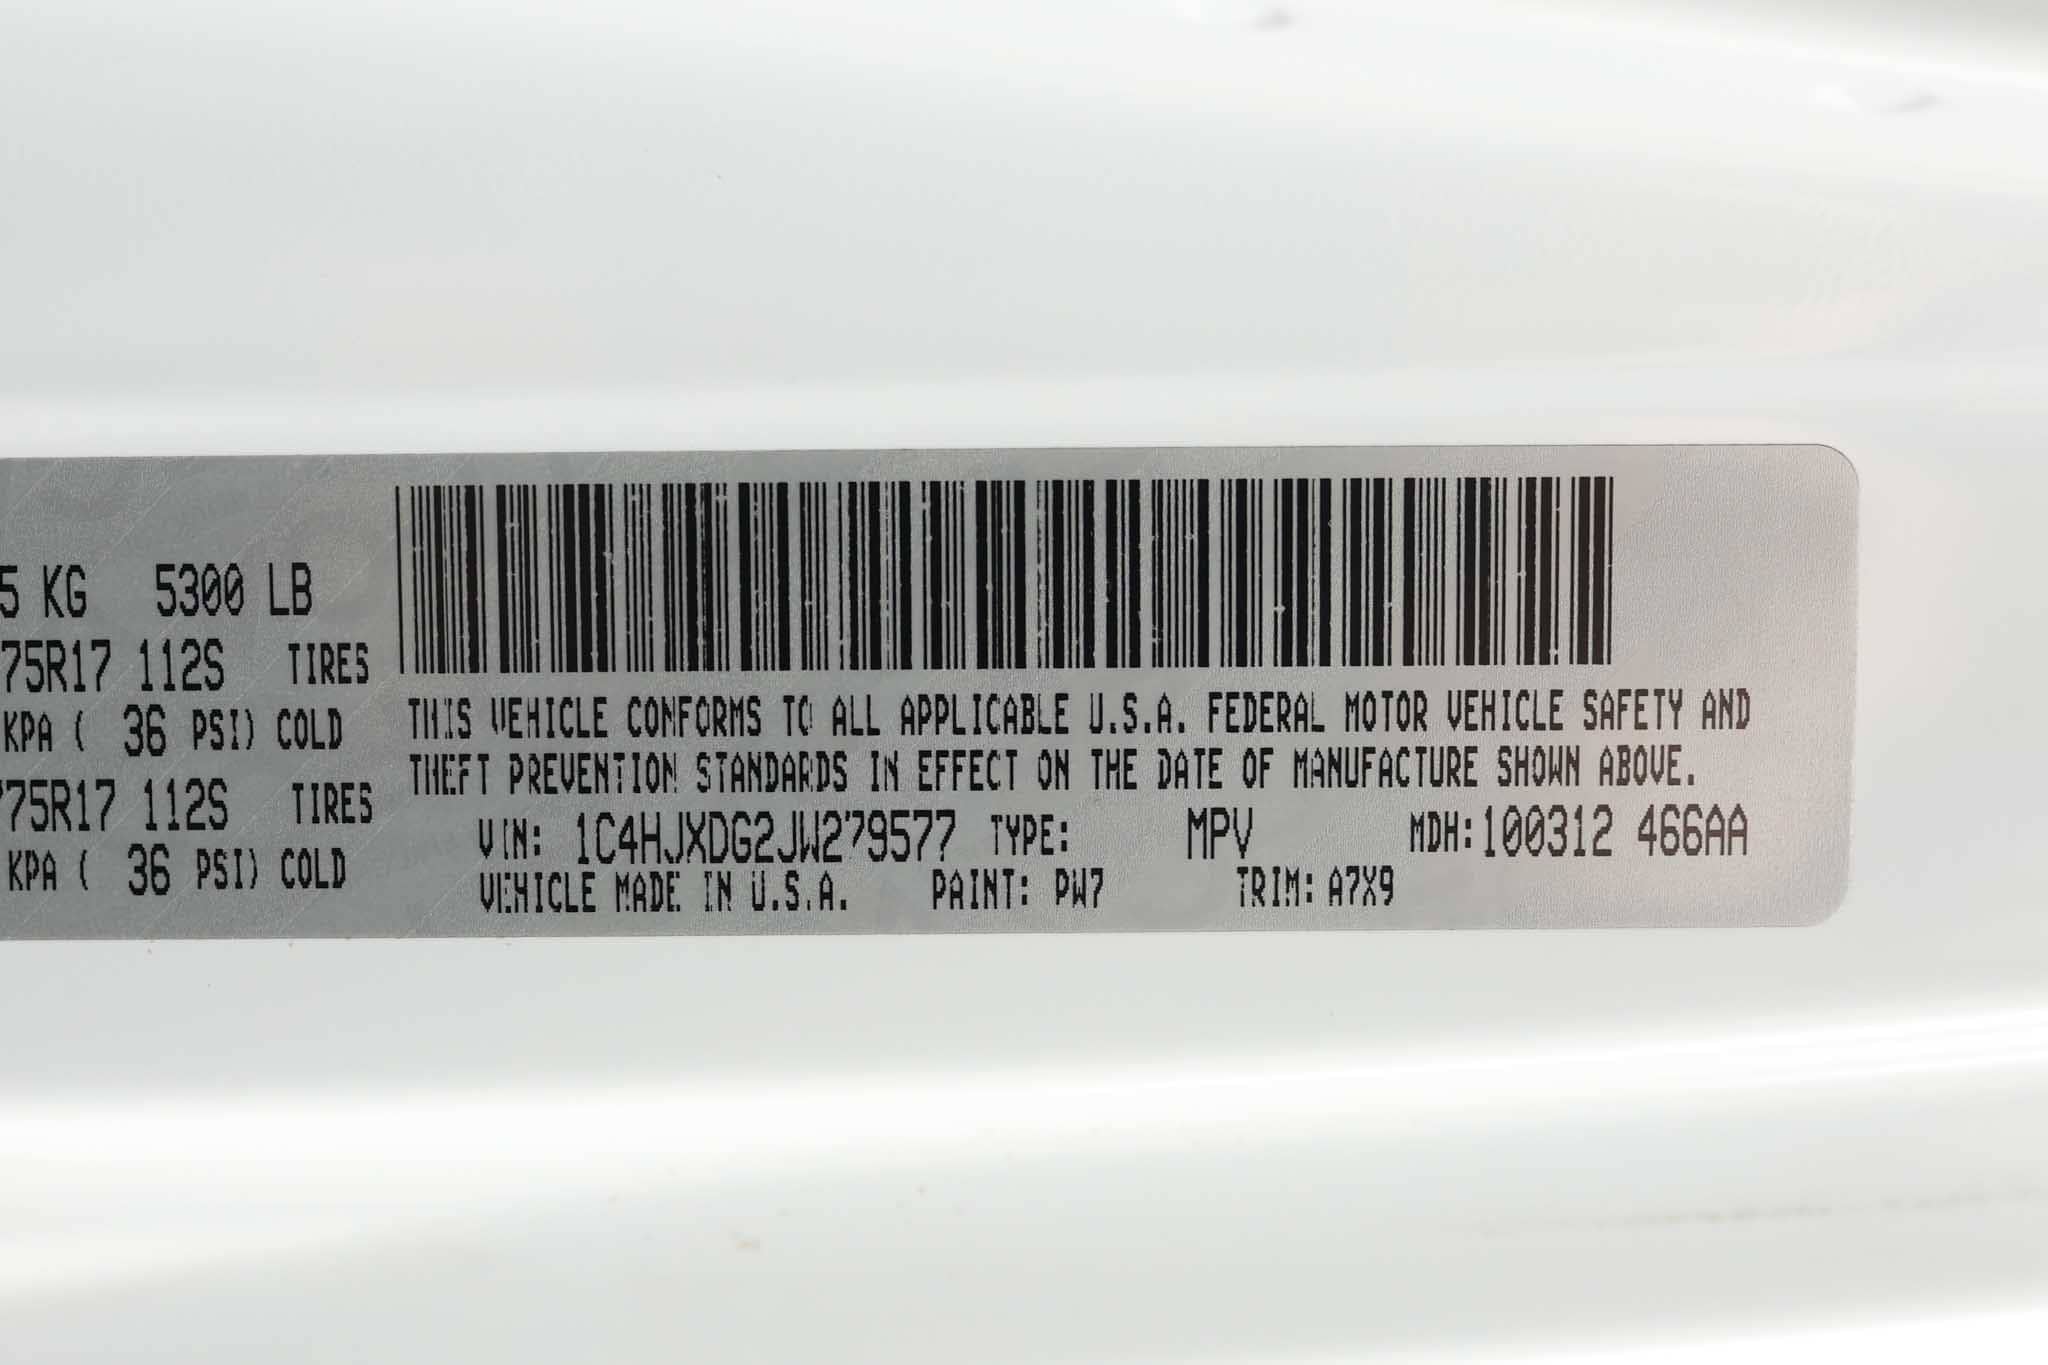 5 KG 5300 LB
75R17 112S TIRES
KPA ( 36 PSI) COLD
75R17 112S TIRES
KPA ( 36 PSI) COLD
THIS VEHICLE CONFORMS TO ALL APPLICABLE U.S.A. FEDERAL MOTOR VEHICLE SAFETY AND
THEFT PREVENTION STANDARDS IN EFFECT ON THE DATE OF MANUFACTURE SHOWN ABOVE.
VIN: 1C4HJXDG2JW279577 TYPE: MPV MDH:100312 466AA
VEHICLE MADE IN U.S.A. PAINT: PW7 TRIM: A7X9